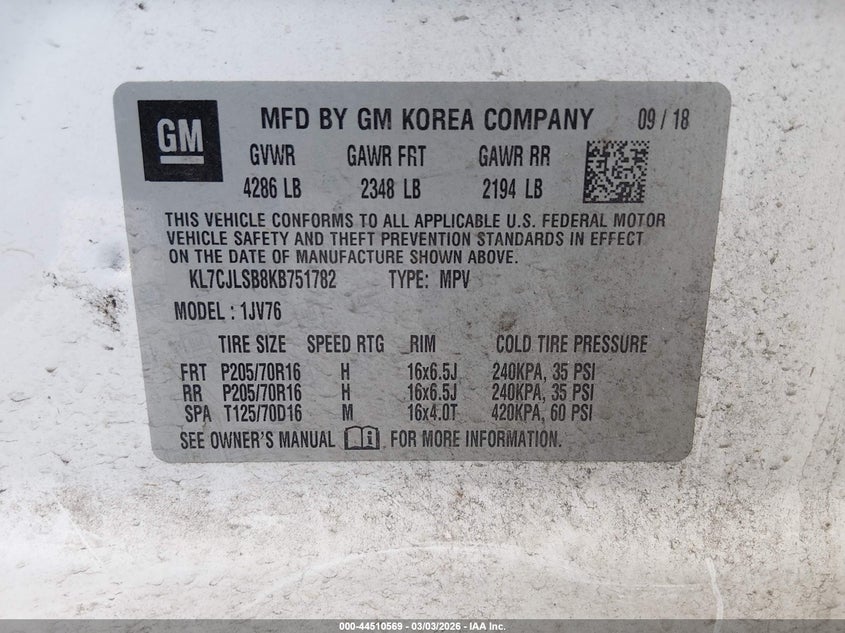 GM
MFD BY GM KOREA COMPANY 09 / 18
GVWR GAWR FRT GAWR RR
4286 LB 2348 LB 2194 LB
THIS VEHICLE CONFORMS TO ALL APPLICABLE U.S. FEDERAL MOTOR
VEHICLE SAFETY AND THEFT PREVENTION STANDARDS IN EFFECT
ON THE DATE OF MANUFACTURE SHOWN ABOVE.
KL7CJLSB8KB751782 TYPE: MPV
MODEL : 1JV76
TIRE SIZE SPEED RTG RIM COLD TIRE PRESSURE
FRT P205/70R16 H 16x6.5J 240KPA, 35 PSI
RR P205/70R16 H 16x6.5J 240KPA, 35 PSI
SPA T125/70D16 M 16x4.0T 420KPA, 60 PSI
SEE OWNER'S MANUAL i FOR MORE INFORMATION.
000-44510569 | 03/03/2026 - IAA Inc.